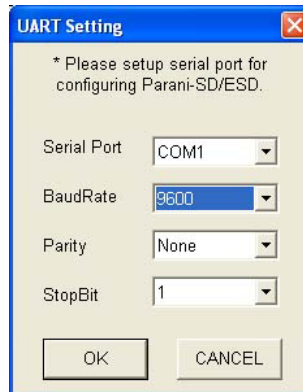 UART Setting
* Please setup serial port for
configuring Parani-SD/ESD.
Serial Port COM1
BaudRate 9600
Parity None
StopBit 1
OK CANCEL